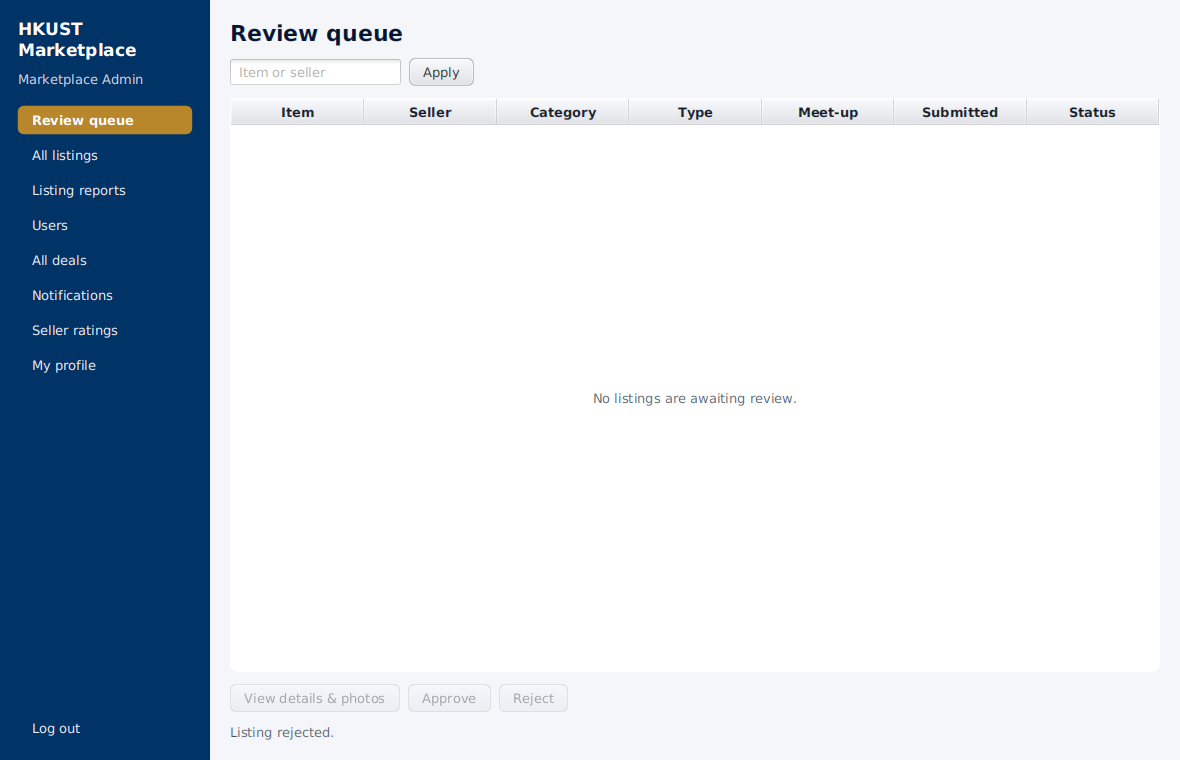 HKUST
Marketplace
Marketplace Admin
Review queue
All listings
Listing reports
Users
All deals
Notifications
Seller ratings
My profile
Log out
Review queue
Item or seller
Apply
Item Seller Category Type Meet-up Submitted Status
No listings are awaiting review.
View details & photos Approve Reject
Listing rejected.